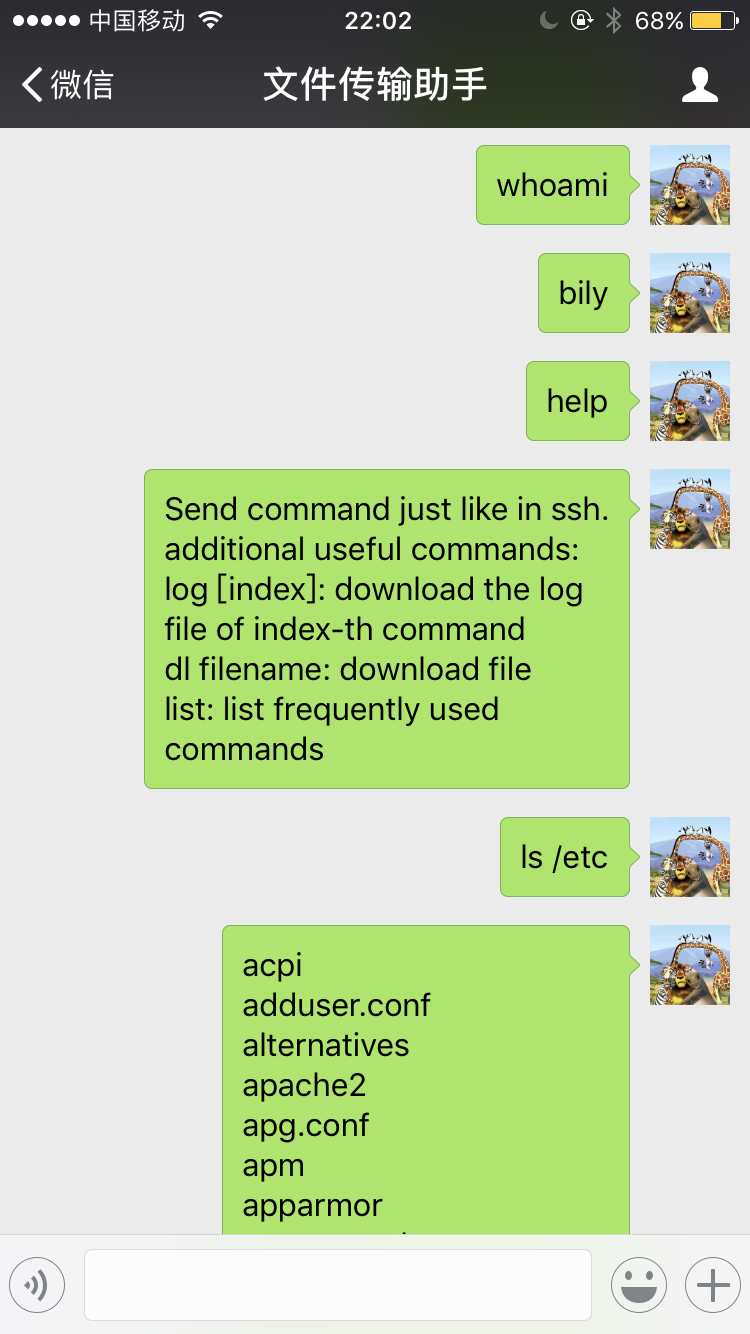 中国移动 22:02 68%
微信 文件传输助手
whoami
bily
help
Send command just like in ssh.
additional useful commands:
log [index]: download the log
file of index-th command
dl filename: download file
list: list frequently used
commands
ls /etc
acpi
adduser.conf
alternatives
apache2
apg.conf
apm
apparmor